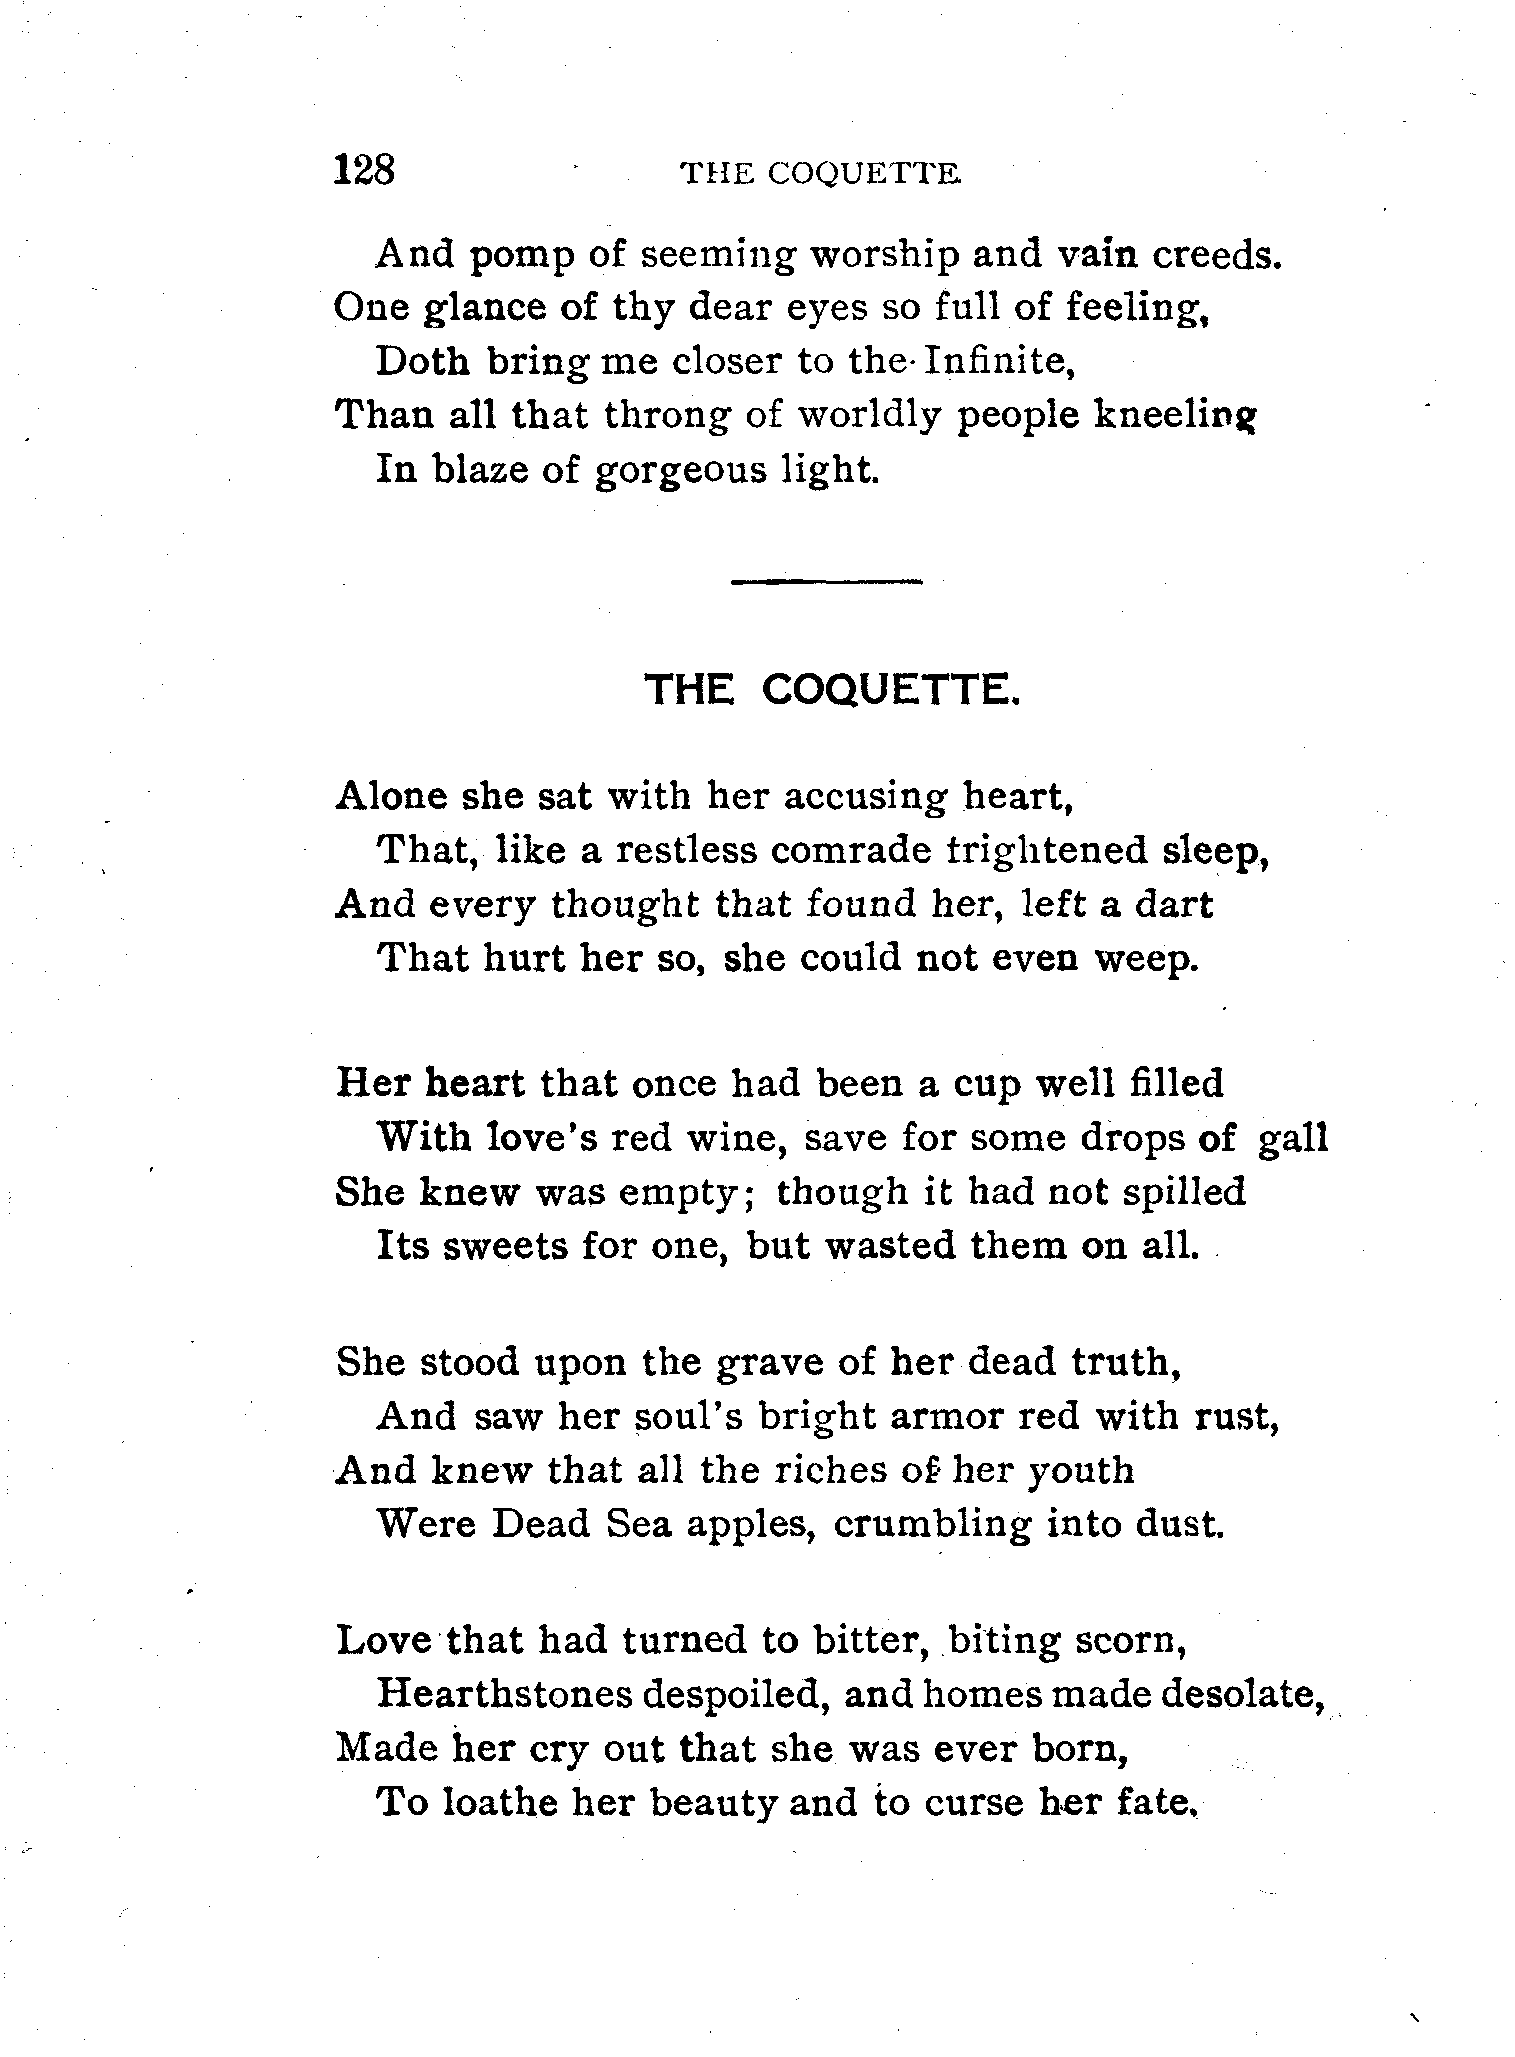 128 THE COQUETTE
And pomp of seeming worship and vain creeds.
One glance of thy dear eyes so full of feeling,
Doth bring me closer to the Infinite,
Than all that throng of worldly people kneeling
In blaze of gorgeous light.
THE COQUETTE.
Alone she sat with her accusing heart,
That, like a restless comrade frightened sleep,
And every thought that found her, left a dart
That hurt her so, she could not even weep.
Her heart that once had been a cup well filled
With love's red wine, save for some drops of gall
She knew was empty; though it had not spilled
Its sweets for one, but wasted them on all.
She stood upon the grave of her dead truth,
And saw her soul's bright armor red with rust,
And knew that all the riches of her youth
Were Dead Sea apples, crumbling into dust.
Love that had turned to bitter, biting scorn,
Hearthstones despoiled, and homes made desolate,
Made her cry out that she was ever born,
To loathe her beauty and to curse her fate.